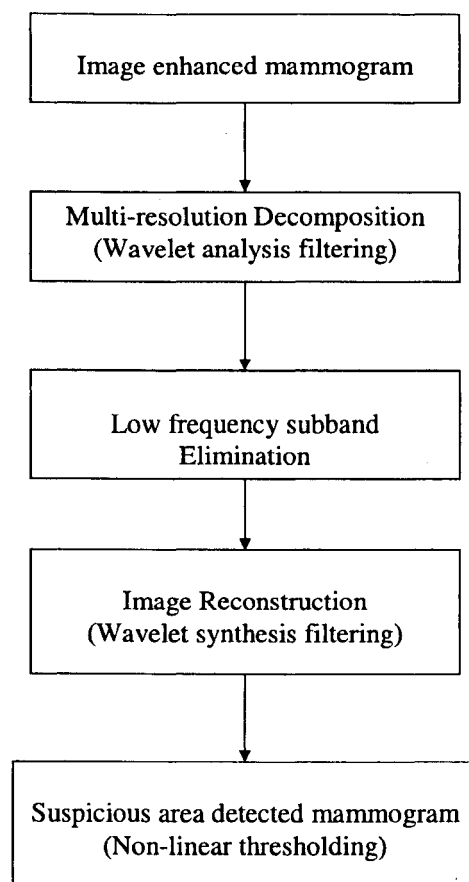 Image enhanced mammogram
Multi-resolution Decomposition
(Wavelet analysis filtering)
Low frequency subband
Elimination
Image Reconstruction
(Wavelet synthesis filtering)
Suspicious area detected mammogram
(Non-linear thresholding)